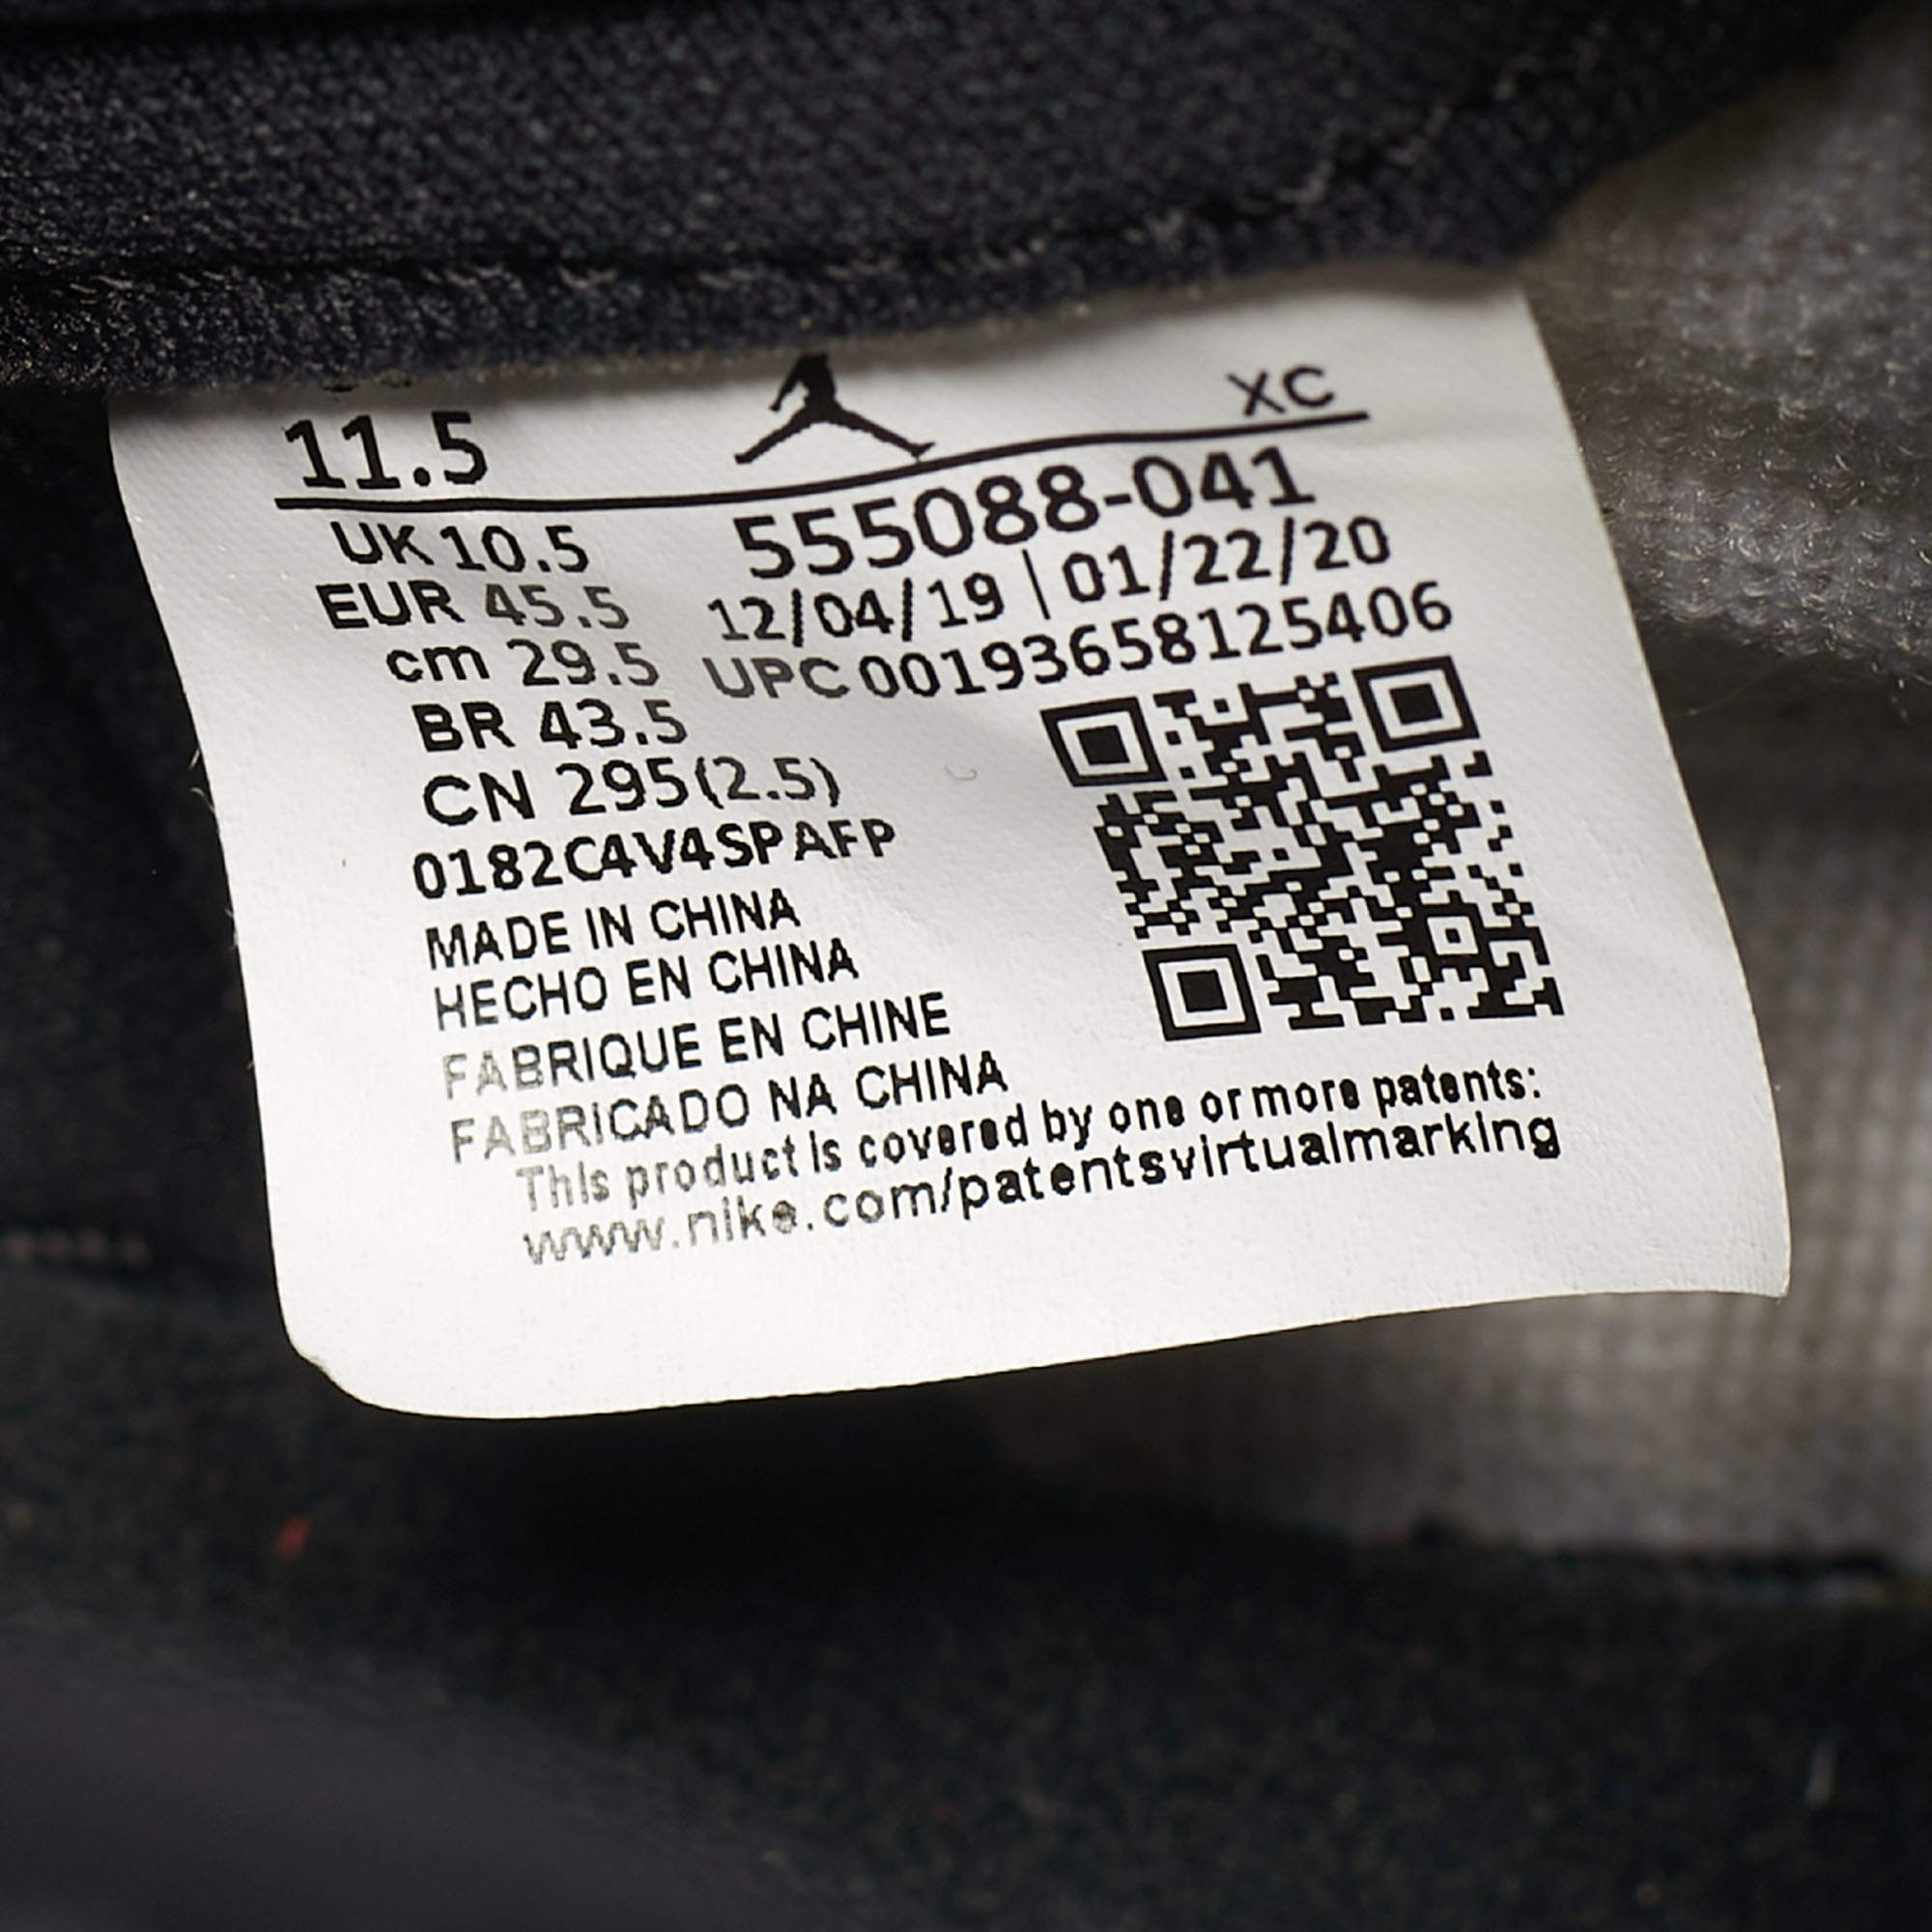 11.5 XC
UK 10.5 555088-041
EUR 45.5 12/04/19 | 01/22/20
cm 29.5 UPC 00193658125406
BR 43.5
CN 295(2.5)
0182C4V4SPAFP
MADE IN CHINA
HECHO EN CHINA
FABRIQUE EN CHINE
FABRICADO NA CHINA
This product is covered by one or more patents:
www.nike.com/patentsvirtualmarking